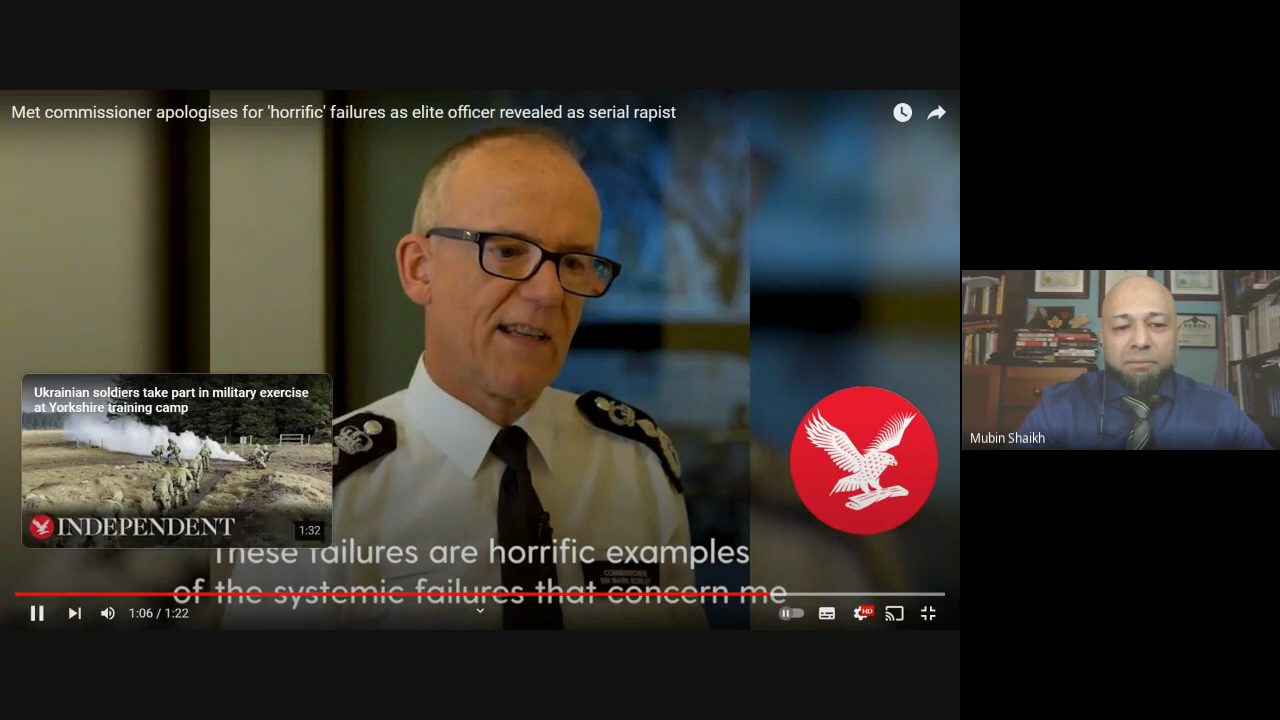 Met commissioner apologises for 'horrific' failures as elite officer revealed as serial rapist
Ukrainian soldiers take part in military exercise
at Yorkshire training camp
INDEPENDENT
1:32
These failures are horrific examples
of the systemic failures that concern me
1:06 / 1:22
HD
Mubin Shaikh